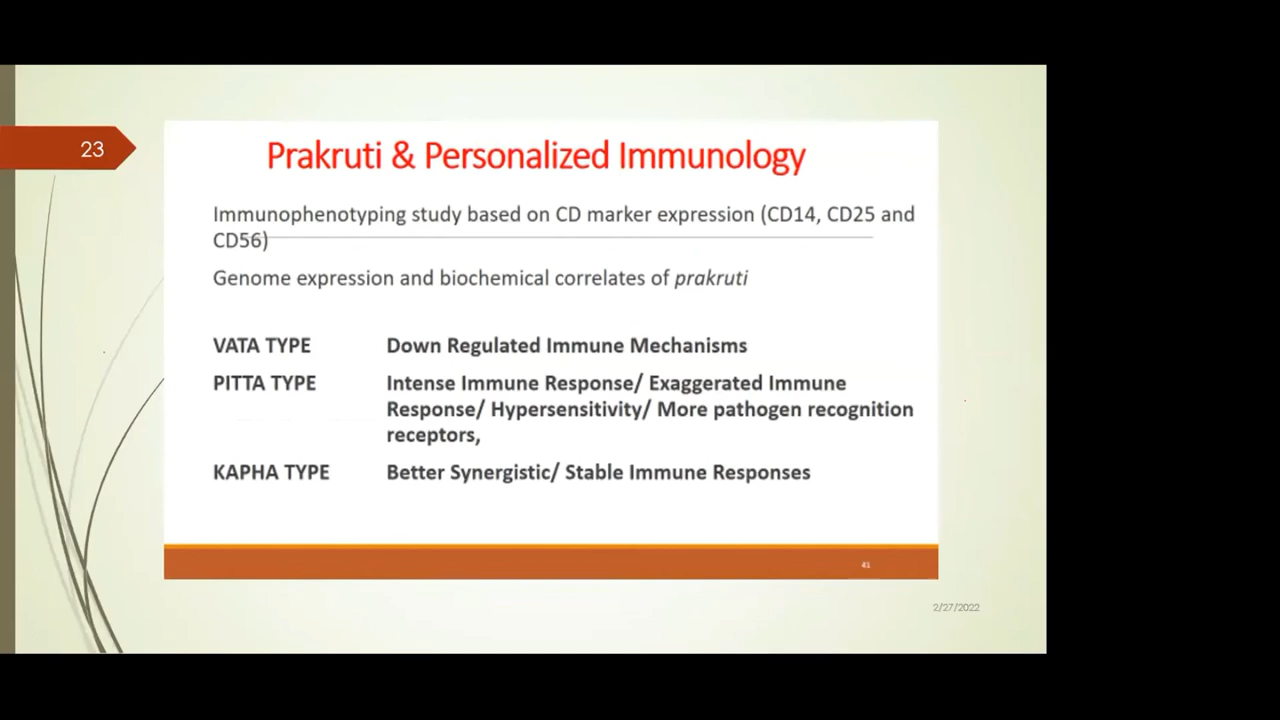 23
Prakruti & Personalized Immunology
Immunophenotyping study based on CD marker expression (CD14, CD25 and
CD56)
Genome expression and biochemical correlates of prakruti
VATA TYPE Down Regulated Immune Mechanisms
PITTA TYPE Intense Immune Response/ Exaggerated Immune
Response/ Hypersensitivity/ More pathogen recognition
receptors,
KAPHA TYPE Better Synergistic/ Stable Immune Responses
41
2/27/2022